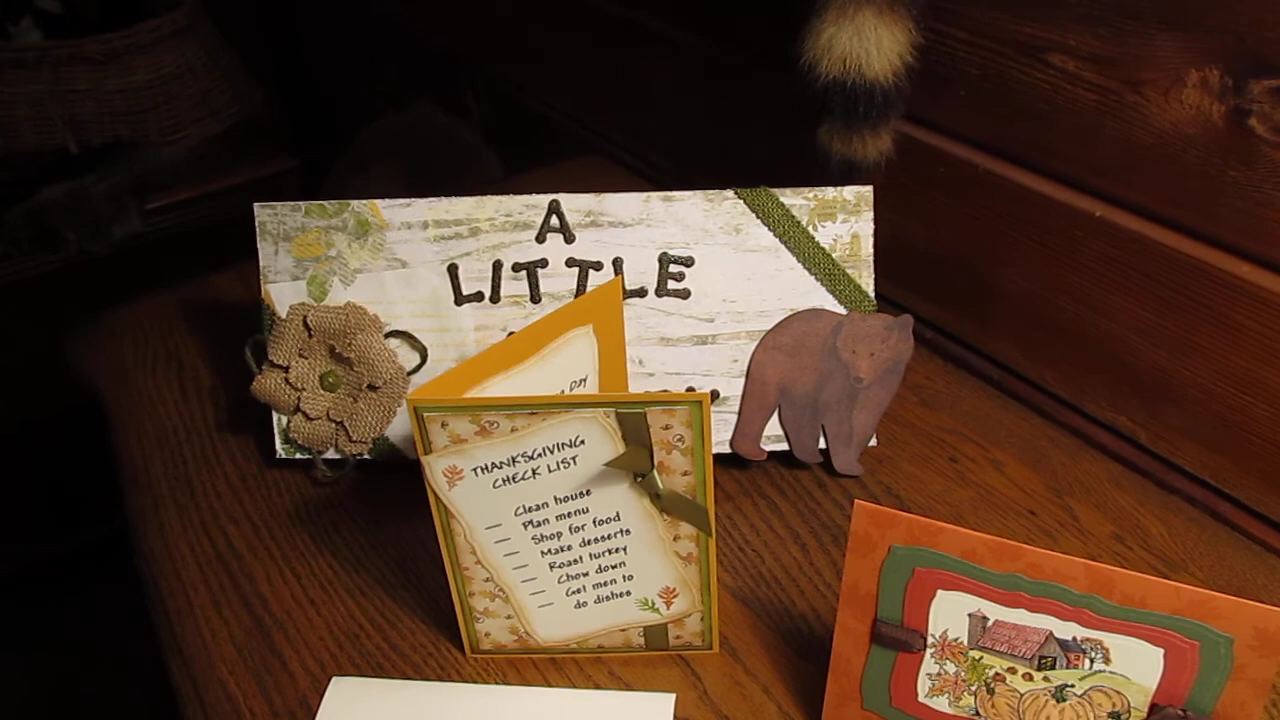 A
LITTLE
DAY
THANKSGIVING
CHECK LIST
Clean house
Plan menu
Shop for food
Make desserts
Roast turkey
Chow down
Get men to
do dishes